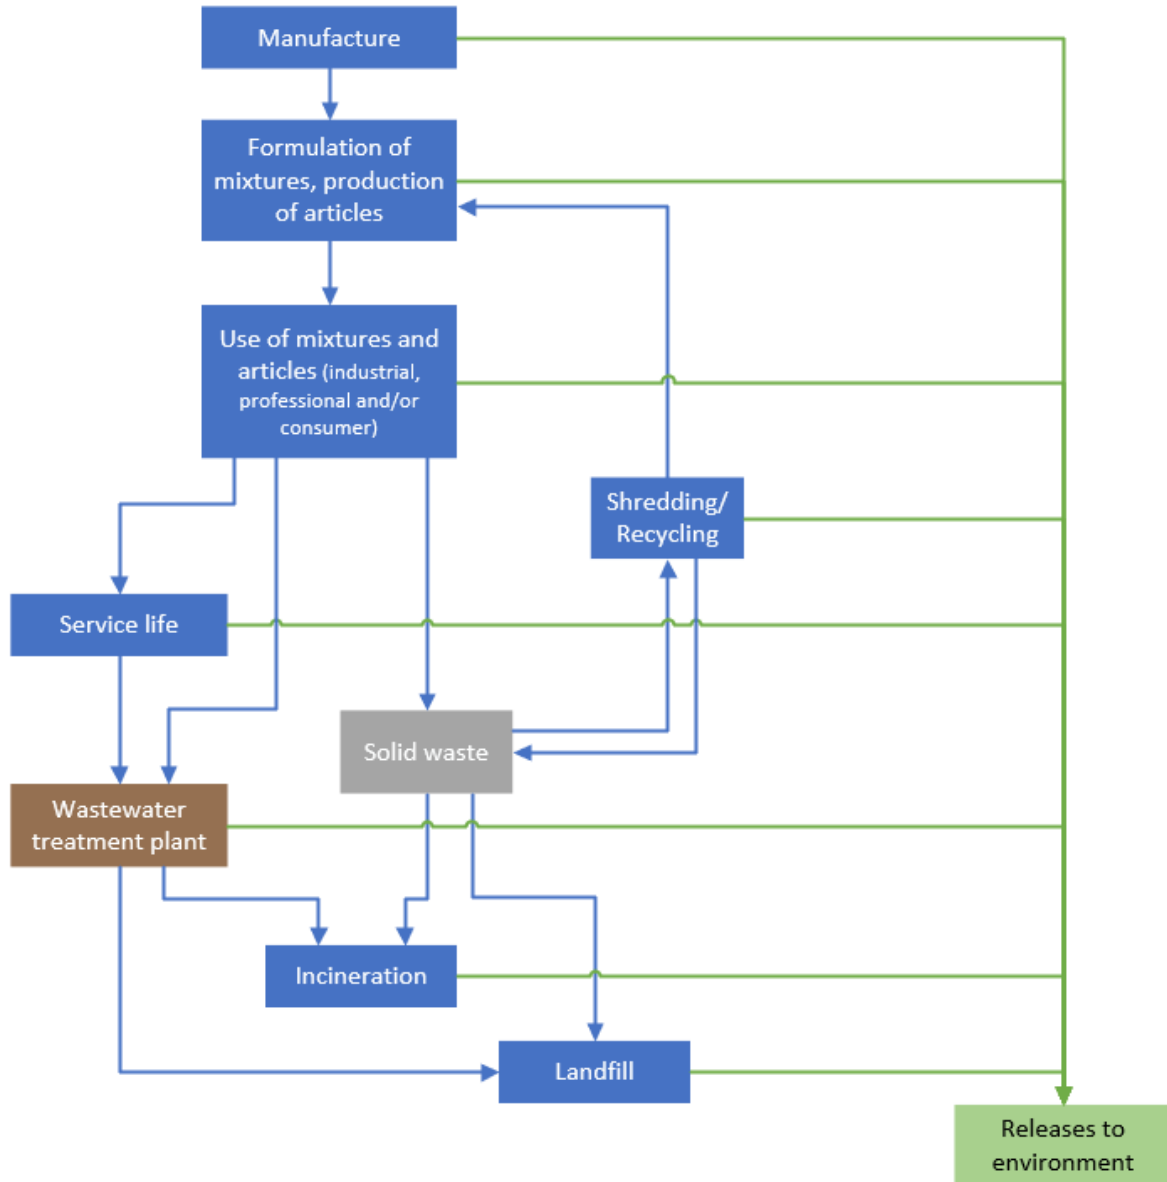 Manufacture
Formulation of
mixtures, production
of articles
Use of mixtures and
articles (industrial,
professional and/or
consumer)
Shredding/
Recycling
Service life
Solid waste
Wastewater
treatment plant
Incineration
Landfill
Releases to
environment